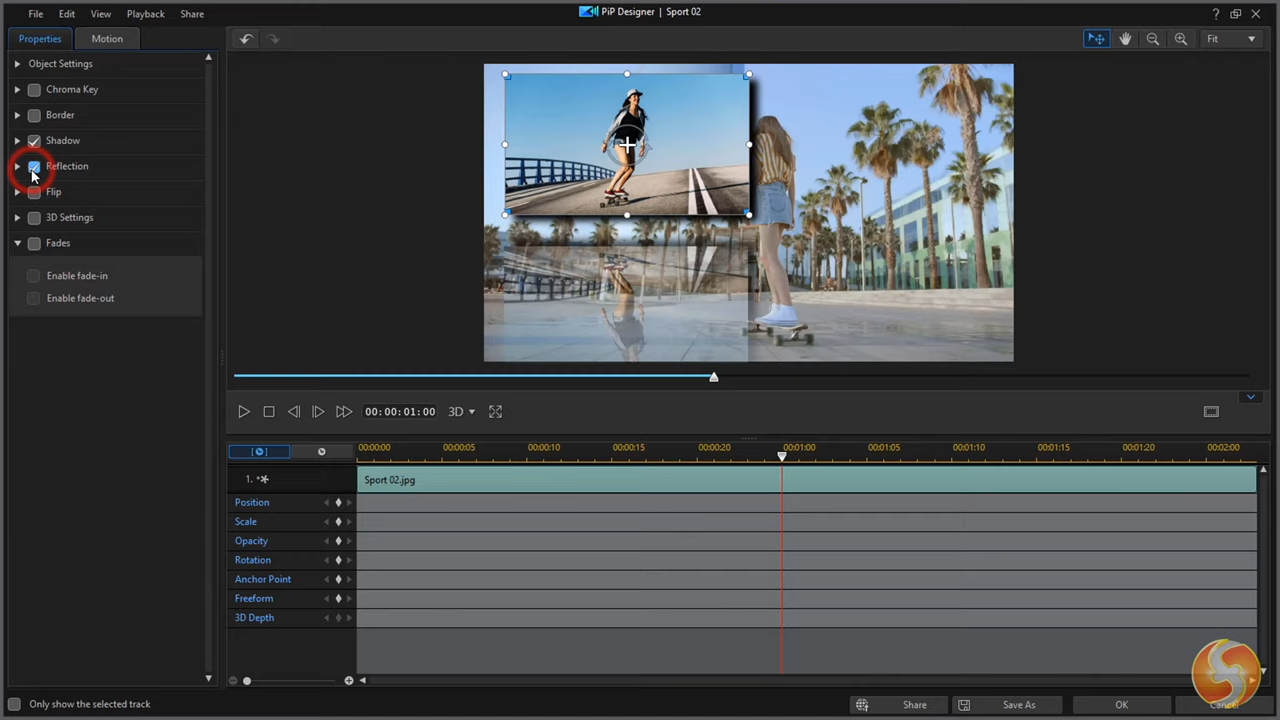 File Edit View Playback Share
PiP Designer | Sport 02
?
Properties Motion
Fit
Object Settings
Chroma Key
Border
Shadow
Reflection
Flip
3D Settings
Fades
Enable fade-in
Enable fade-out
00:00:01:00 3D
00:00:00 00:00:05 00:00:10 00:00:15 00:00:20 00:01:00 00:01:05 00:01:10 00:01:15 00:01:20 00:02:00
1. Sport 02.jpg
Position
Scale
Opacity
Rotation
Anchor Point
Freeform
3D Depth
Only show the selected track
Share Save As OK Cancel